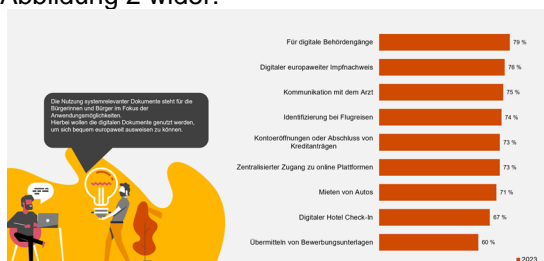 Abbildung 2 wider.
Die Nutzung systemrelevanter Dokumente steht für die
Bürgerinnen und Bürger im Fokus der
Anwendungsmöglichkeiten.
Hierbei wollen die digitalen Dokumente genutzt werden,
um sich bequem europaweit ausweisen zu können.
Für digitale Behördengänge
79 %
Digitaler europaweiter Impfnachweis
76 %
Kommunikation mit dem Arzt
75 %
Identifizierung bei Flugreisen
74 %
Kontoeröffnungen oder Abschluss von
Kreditanträgen
73 %
Zentralisierter Zugang zu online Plattformen
73 %
Mieten von Autos
71 %
Digitaler Hotel Check-In
67 %
Übermitteln von Bewerbungsunterlagen
60 %
2023